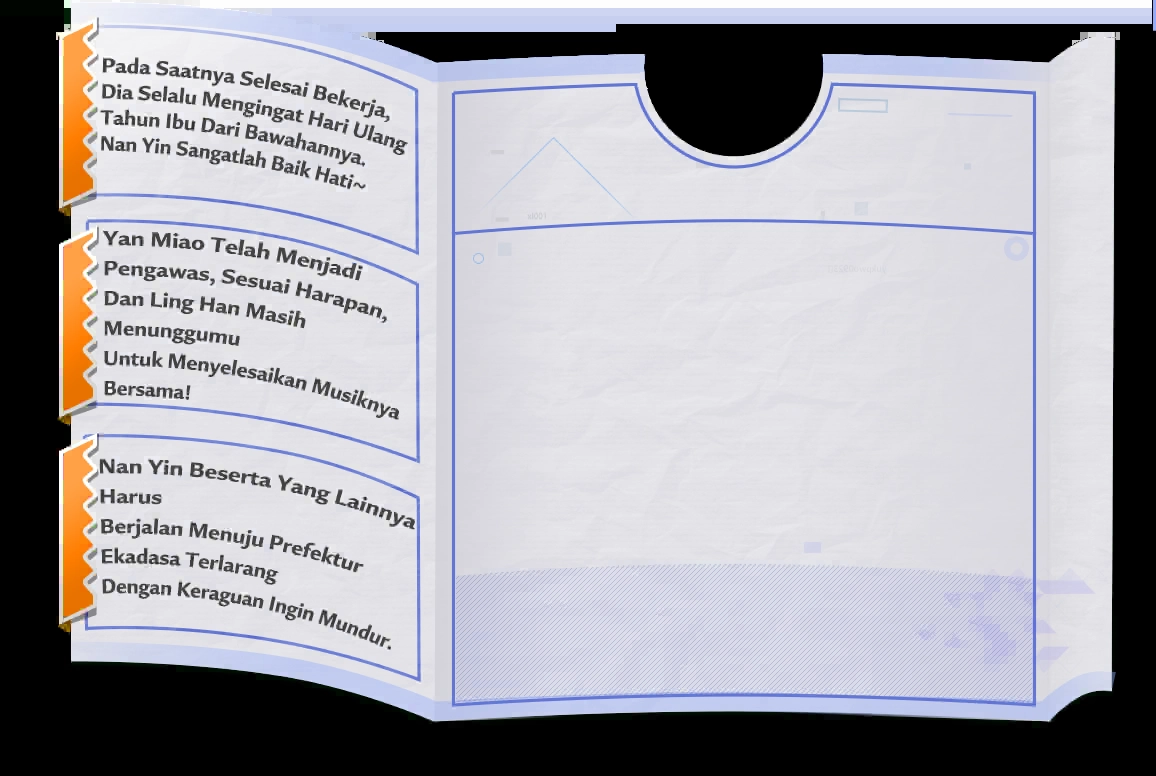 Pada Saatnya Selesai Bekerja,
Dia Selalu Mengingat Hari Ulang
Tahun Ibu Dari Bawahannya.
Nan Yin Sangatlah Baik Hati~
Yan Miao Telah Menjadi
Pengawas, Sesuai Harapan,
Dan Ling Han Masih
Menunggumu
Untuk Menyelesaikan Musiknya
Bersama!
Nan Yin Beserta Yang Lainnya
Harus
Berjalan Menuju Prefektur
Ekadasa Terlarang
Dengan Keraguan Ingin Mundur.